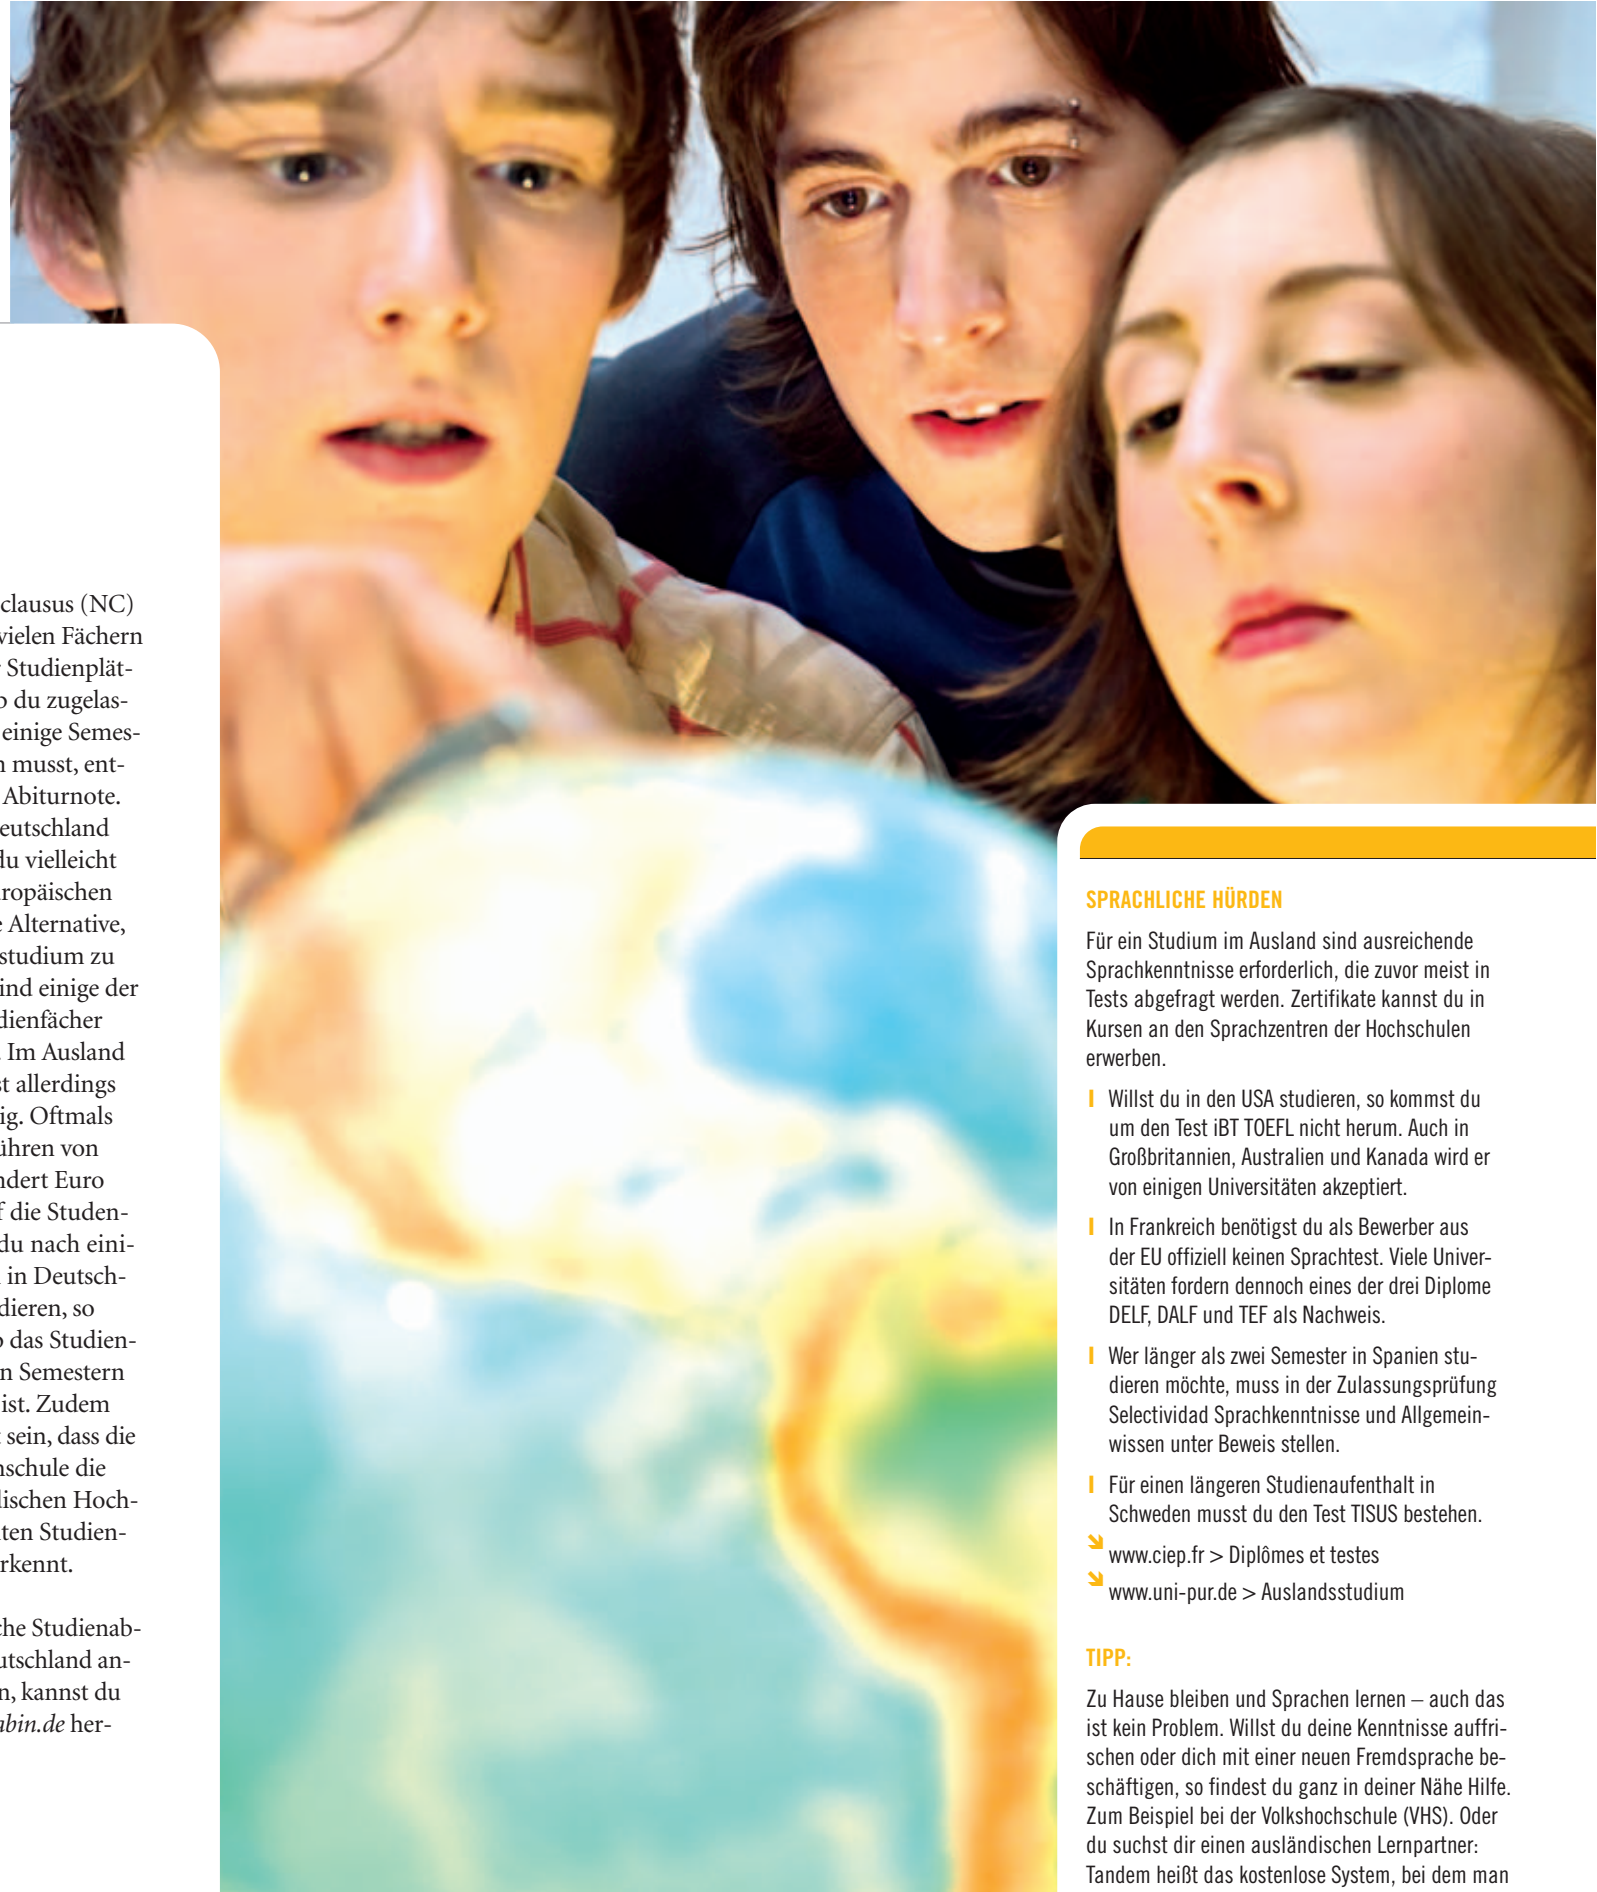 clausus (NC)
vielen Fächern
Studienplät-
du zugelas-
einige Semes-
musst, ent-
Abiturnote.
eutschland
du vielleicht
ropäischen
Alternative,
studium zu
ind einige der
dienfächer
Im Ausland
st allerdings
ig. Oftmals
ühren von
ndert Euro
f die Studen-
du nach eini-
in Deutsch-
dieren, so
das Studien-
n Semestern
ist. Zudem
sein, dass die
nschule die
dischen Hoch-
ten Studien-
rkennt.
che Studienab-
utschland an-
n, kannst du
abin.de her-
SPRACHLICHE HÜRDEN
Für ein Studium im Ausland sind ausreichende
Sprachkenntnisse erforderlich, die zuvor meist in
Tests abgefragt werden. Zertifikate kannst du in
Kursen an den Sprachzentren der Hochschulen
erwerben.
Willst du in den USA studieren, so kommst du
um den Test iBT TOEFL nicht herum. Auch in
Großbritannien, Australien und Kanada wird er
von einigen Universitäten akzeptiert.
In Frankreich benötigst du als Bewerber aus
der EU offiziell keinen Sprachtest. Viele Univer-
sitäten fordern dennoch eines der drei Diplome
DELF, DALF und TEF als Nachweis.
Wer länger als zwei Semester in Spanien stu-
dieren möchte, muss in der Zulassungsprüfung
Selectividad Sprachkenntnisse und Allgemein-
wissen unter Beweis stellen.
Für einen längeren Studienaufenthalt in
Schweden musst du den Test TISUS bestehen.
www.ciep.fr > Diplômes et testes
www.uni-pur.de > Auslandsstudium
TIPP:
Zu Hause bleiben und Sprachen lernen – auch das
ist kein Problem. Willst du deine Kenntnisse auffri-
schen oder dich mit einer neuen Fremdsprache be-
schäftigen, so findest du ganz in deiner Nähe Hilfe.
Zum Beispiel bei der Volkshochschule (VHS). Oder
du suchst dir einen ausländischen Lernpartner:
Tandem heißt das kostenlose System, bei dem man